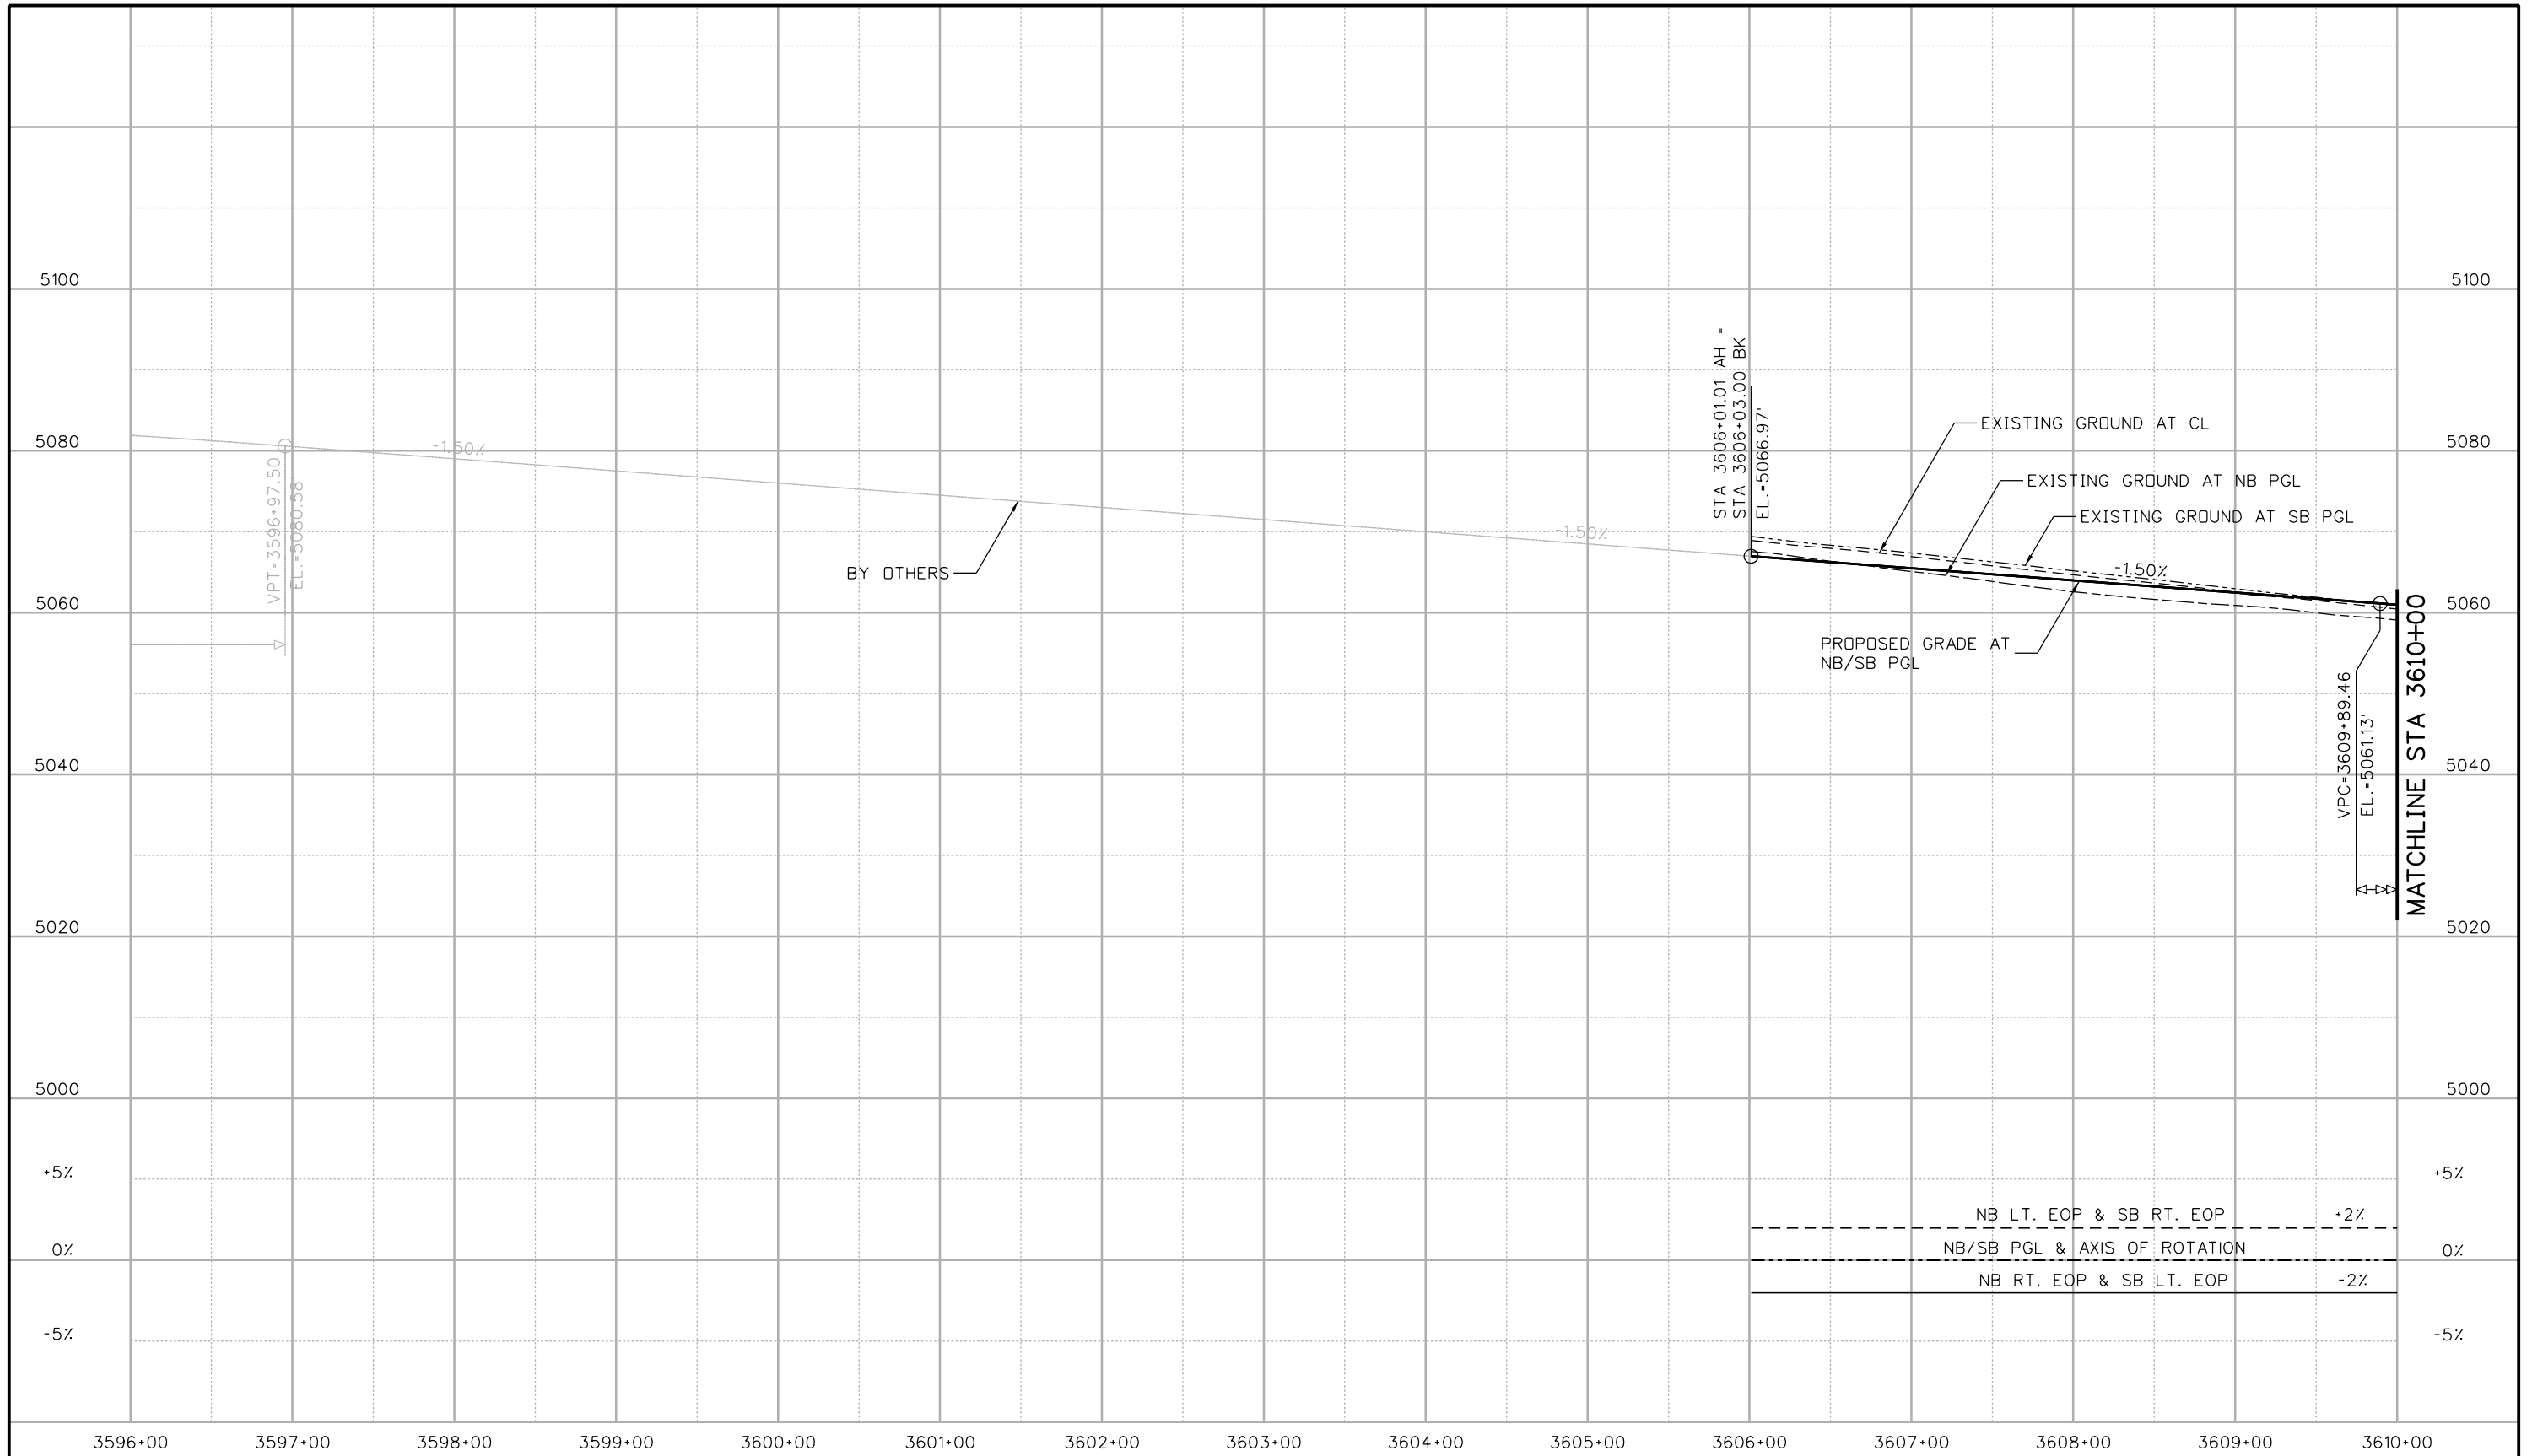 5100
5100
STA 3606+01.01 AH =
STA 3606+03.00 BK
EL.=5066.97'
EXISTING GROUND AT CL
5080
5080
-1.50%
VPT=3596+97.50
EL.=5080.58'
EXISTING GROUND AT NB PGL
EXISTING GROUND AT SB PGL
-1.50%
BY OTHERS
-1.50%
5060
5060
PROPOSED GRADE AT
NB/SB PGL
VPC=3609+89.46
EL.=5061.13'
MATCHLINE STA 3610+00
5040
5040
5020
5020
5000
5000
+5%
+5%
NB LT. EOP & SB RT. EOP +2%
0%
NB/SB PGL & AXIS OF ROTATION
0%
NB RT. EOP & SB LT. EOP -2%
-5%
-5%
3596+00 3597+00 3598+00 3599+00 3600+00 3601+00 3602+00 3603+00 3604+00 3605+00 3606+00 3607+00 3608+00 3609+00 3610+00